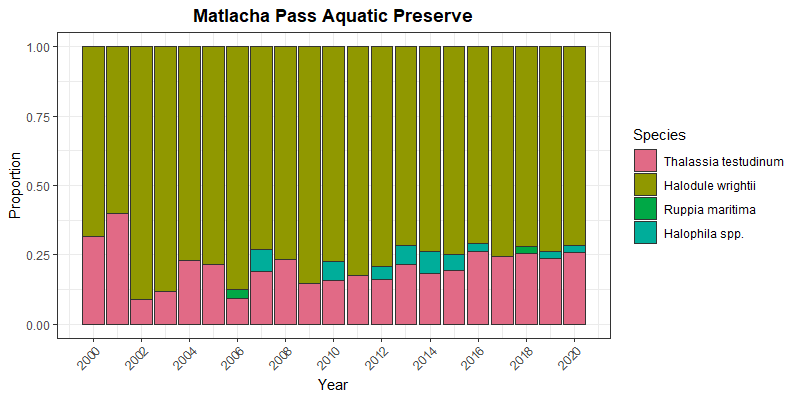 Matlacha Pass Aquatic Preserve
1.00
0.75
0.50
0.25
0.00
Proportion
2000 2002 2004 2006 2008 2010 2012 2014 2016 2018 2020
Year
Species
Thalassia testudinum
Halodule wrightii
Ruppia maritima
Halophila spp.